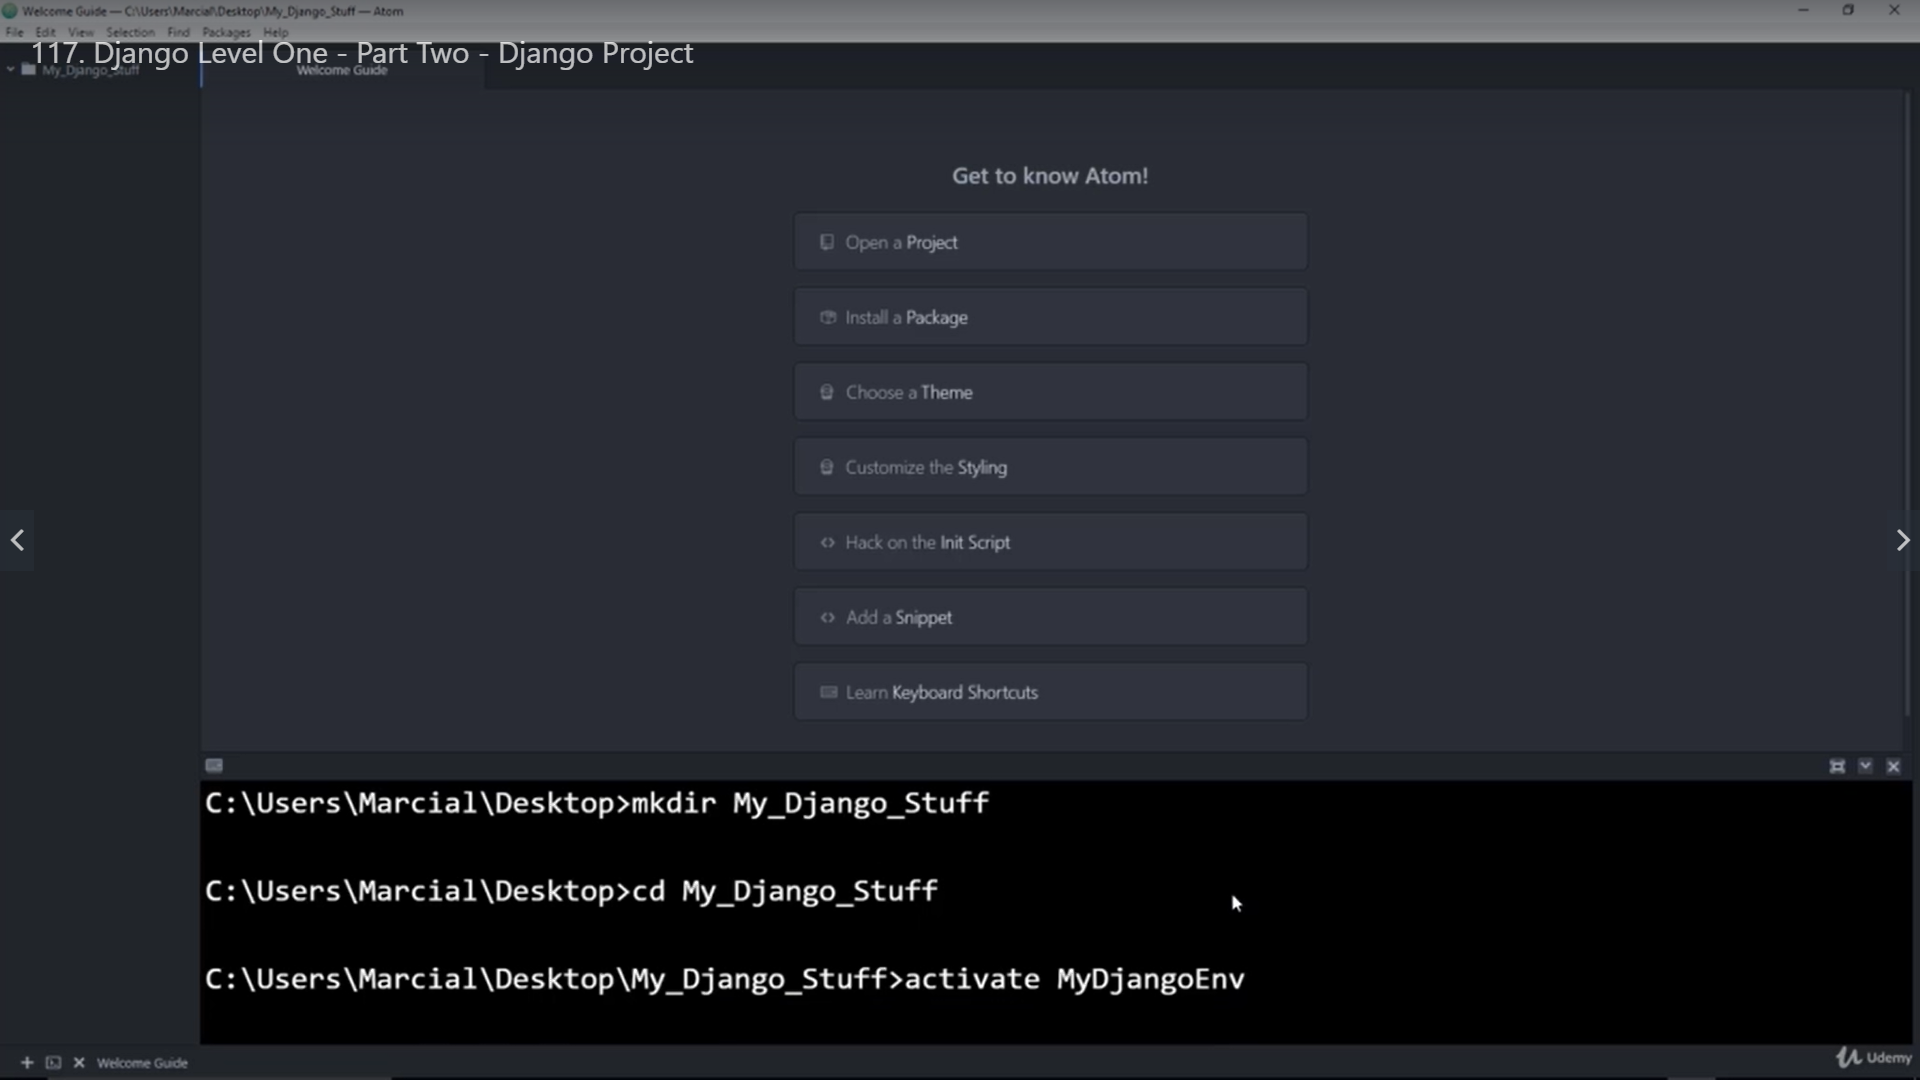 Welcome Guide — C:\Users\Marcial\Desktop\My_Django_Stuff — Atom
File Edit View Selection Find Packages Help
117. Django Level One - Part Two - Django Project
My_Django_Stuff
Welcome Guide
Get to know Atom!
Open a Project
Install a Package
Choose a Theme
Customize the Styling
Hack on the Init Script
Add a Snippet
Learn Keyboard Shortcuts
C:\Users\Marcial\Desktop>mkdir My_Django_Stuff
C:\Users\Marcial\Desktop>cd My_Django_Stuff
C:\Users\Marcial\Desktop\My_Django_Stuff>activate MyDjangoEnv
Welcome Guide
Udemy